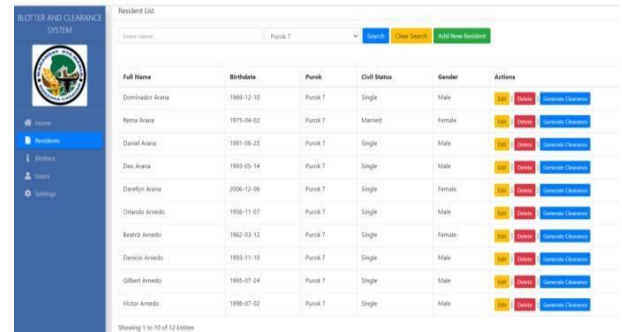 BLOTTER AND CLEARANCE
SYSTEM
Home
Residents
Blotters
Users
Settings
Resident List
Enter name
Purok 7
Search
Clear Search
Add New Resident
Full Name Birthdate Purok Civil Status Gender Actions
Dominador Arana 1969-12-10 Purok 7 Single Male Edit | Delete | Generate Clearance
Rema Arana 1975-04-02 Purok 7 Married Female Edit | Delete | Generate Clearance
Daniel Arana 1991-06-25 Purok 7 Single Male Edit | Delete | Generate Clearance
Deo Arana 1993-05-14 Purok 7 Single Male Edit | Delete | Generate Clearance
Darellyn Arana 2006-12-06 Purok 7 Single Female Edit | Delete | Generate Clearance
Orlando Arnedo 1956-11-07 Purok 7 Single Male Edit | Delete | Generate Clearance
Beatriz Arnedo 1962-03-12 Purok 7 Single Female Edit | Delete | Generate Clearance
Denicio Arnedo 1993-11-10 Purok 7 Single Male Edit | Delete | Generate Clearance
Gilbert Arnedo 1995-07-24 Purok 7 Single Male Edit | Delete | Generate Clearance
Victor Arnedo 1998-07-02 Purok 7 Single Male Edit | Delete | Generate Clearance
Showing 1 to 10 of 12 Entries